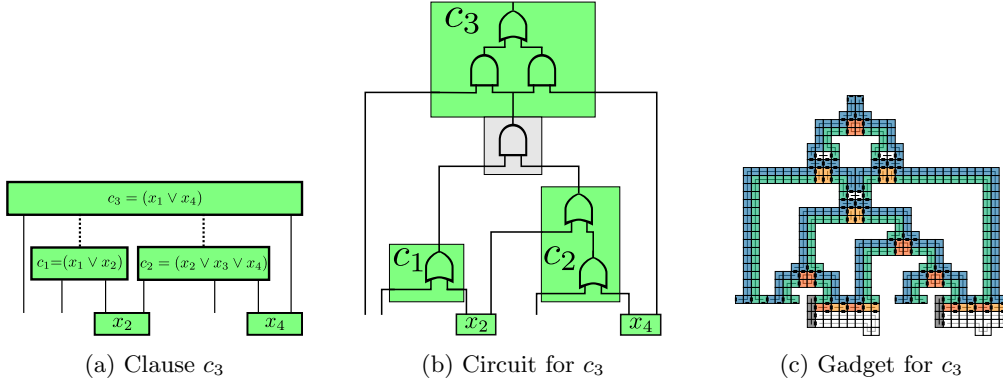 c₃ = (x₁ ∨ x₄)
c₁=(x₁ ∨ x₂)
c₂ = (x₂ ∨ x₃ ∨ x₄)
x₂
x₄
(a) Clause c₃
c₃
c₁
c₂
x₂
x₄
(b) Circuit for c₃
(c) Gadget for c₃